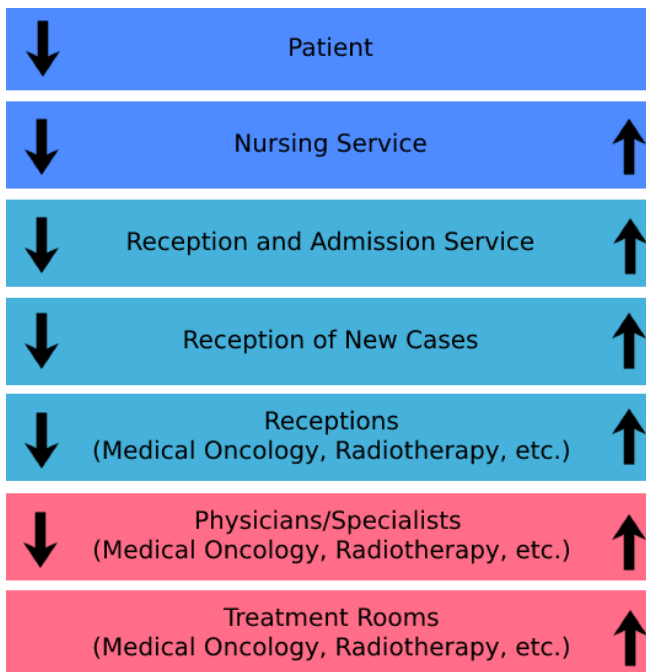 Patient
Nursing Service
Reception and Admission Service
Reception of New Cases
Receptions
(Medical Oncology, Radiotherapy, etc.)
Physicians/Specialists
(Medical Oncology, Radiotherapy, etc.)
Treatment Rooms
(Medical Oncology, Radiotherapy, etc.)